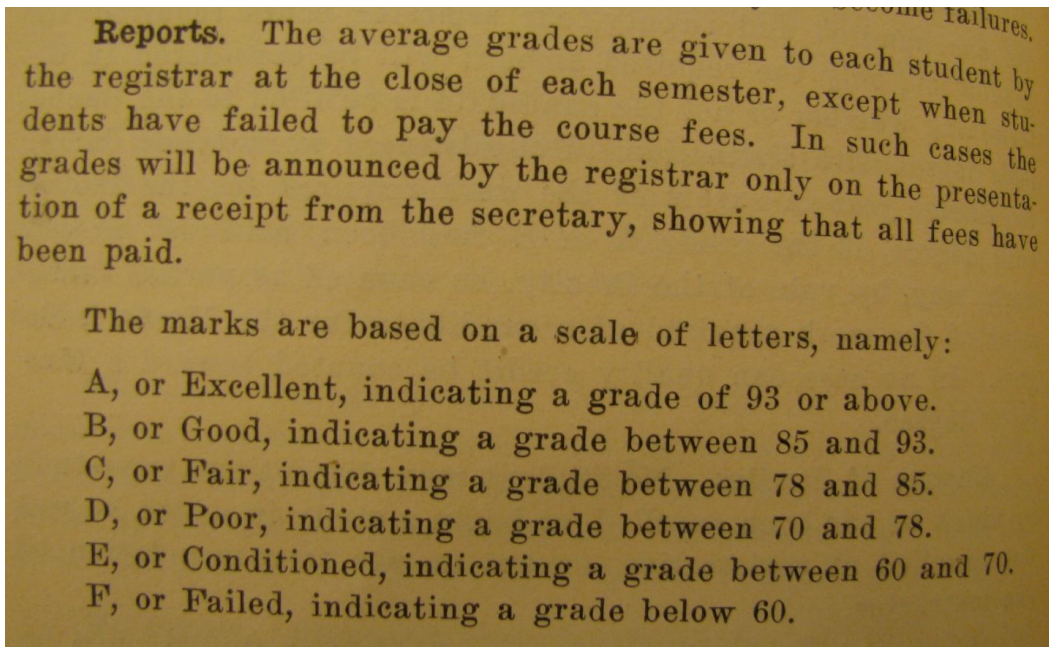 become failures.
Reports. The average grades are given to each student by
the registrar at the close of each semester, except when stu-
dents have failed to pay the course fees. In such cases the
grades will be announced by the registrar only on the presenta-
tion of a receipt from the secretary, showing that all fees have
been paid.
The marks are based on a scale of letters, namely:
A, or Excellent, indicating a grade of 93 or above.
B, or Good, indicating a grade between 85 and 93.
C, or Fair, indicating a grade between 78 and 85.
D, or Poor, indicating a grade between 70 and 78.
E, or Conditioned, indicating a grade between 60 and 70.
F, or Failed, indicating a grade below 60.